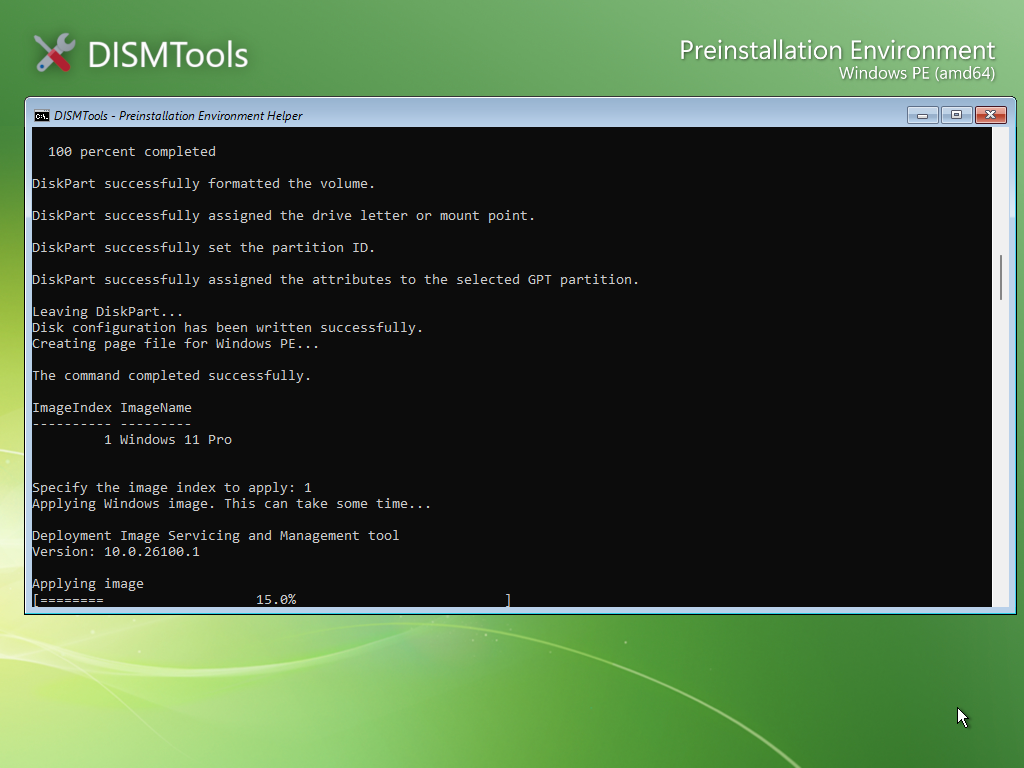 DISMTools
Preinstallation Environment
Windows PE (amd64)
DISMTools - Preinstallation Environment Helper
100 percent completed
DiskPart successfully formatted the volume.
DiskPart successfully assigned the drive letter or mount point.
DiskPart successfully set the partition ID.
DiskPart successfully assigned the attributes to the selected GPT partition.
Leaving DiskPart...
Disk configuration has been written successfully.
Creating page file for Windows PE...
The command completed successfully.
ImageIndex ImageName
---------- ---------
1 Windows 11 Pro
Specify the image index to apply: 1
Applying Windows image. This can take some time...
Deployment Image Servicing and Management tool
Version: 10.0.26100.1
Applying image
[======== 15.0% ]